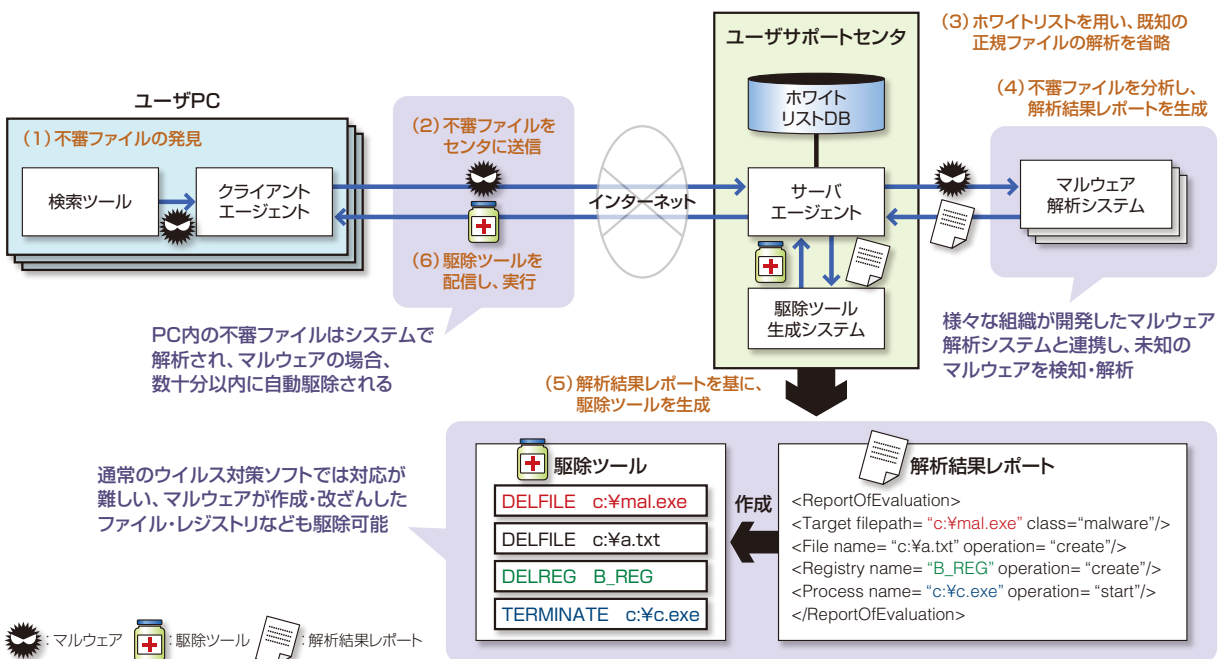 ユーザサポートセンタ
(3)ホワイトリストを用い、既知の
正規ファイルの解析を省略
(4)不審ファイルを分析し、
解析結果レポートを生成
ホワイト
リストDB
ユーザPC
(1)不審ファイルの発見
(2)不審ファイルを
センタに送信
検索ツール
クライアント
エージェント
インターネット
サーバ
エージェント
マルウェア
解析システム
(6)駆除ツールを
配信し、実行
駆除ツール
生成システム
PC内の不審ファイルはシステムで
解析され、マルウェアの場合、
数十分以内に自動駆除される
様々な組織が開発したマルウェア
解析システムと連携し、未知の
マルウェアを検知・解析
(5)解析結果レポートを基に、
駆除ツールを生成
通常のウイルス対策ソフトでは対応が
難しい、マルウェアが作成・改ざんした
ファイル・レジストリなども駆除可能
駆除ツール
DELFILE c:¥mal.exe
DELFILE c:¥a.txt
DELREG B_REG
TERMINATE c:¥c.exe
作成
解析結果レポート
<ReportOfEvaluation>
<Target filepath= “c:¥mal.exe” class=“malware”/>
<File name= “c:¥a.txt” operation= “create”/>
<Registry name= “B_REG” operation= “create”/>
<Process name= “c:¥c.exe” operation= “start”/>
</ReportOfEvaluation>
:マルウェア :駆除ツール :解析結果レポート